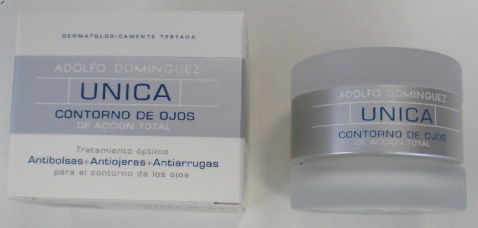 DERMATOLOGICAMENTE TESTADA
ADOLFO DOMINGUEZ
UNICA
CONTORNO DE OJOS
DE ACCION TOTAL
Tratamiento óptimo
Antibolsas+Antiojeras+Antiarrugas
para el contorno de los ojos
ADOLFO DOMINGUEZ
UNICA
CONTORNO DE OJOS
DE ACCION TOTAL